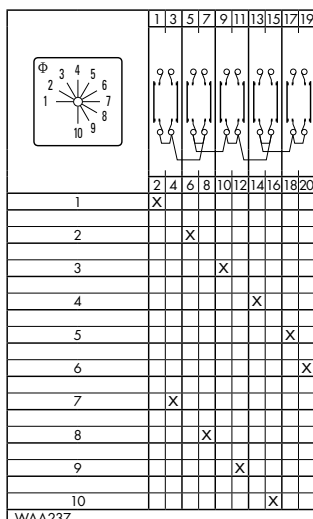 1 3 5 7 9 11 13 15 17 19
Φ
3 4 5
2 6
1 7
8
10 9
2 4 6 8 10 12 14 16 18 20
1 X
2 X
3 X
4 X
5 X
6 X
7 X
8 X
9 X
10 X
WAA237